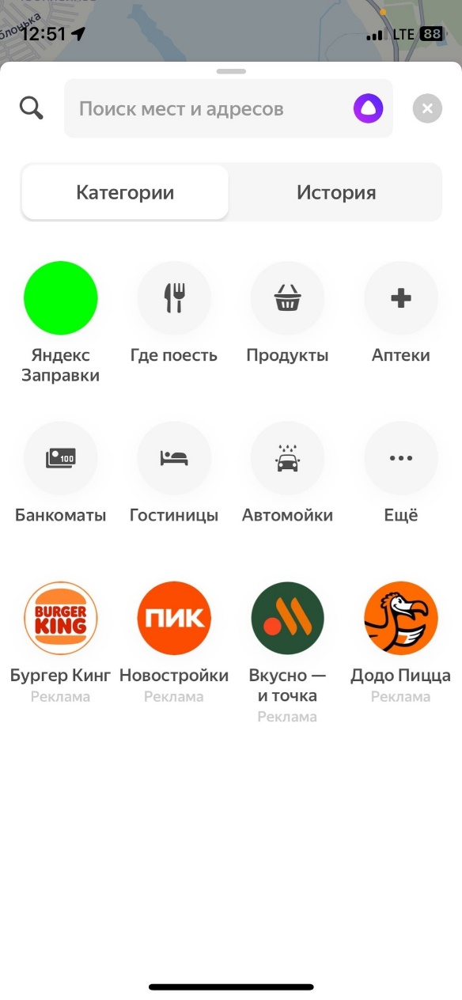 12:51
LTE 88
Поиск мест и адресов
Категории
История
Яндекс
Заправки
Где поесть
Продукты
Аптеки
100
Банкоматы
Гостиницы
Автомойки
Ещё
BURGER
KING
ПИК
Бургер Кинг
Новостройки
Вкусно —
и точка
Додо Пицца
Реклама
Реклама
Реклама
Реклама